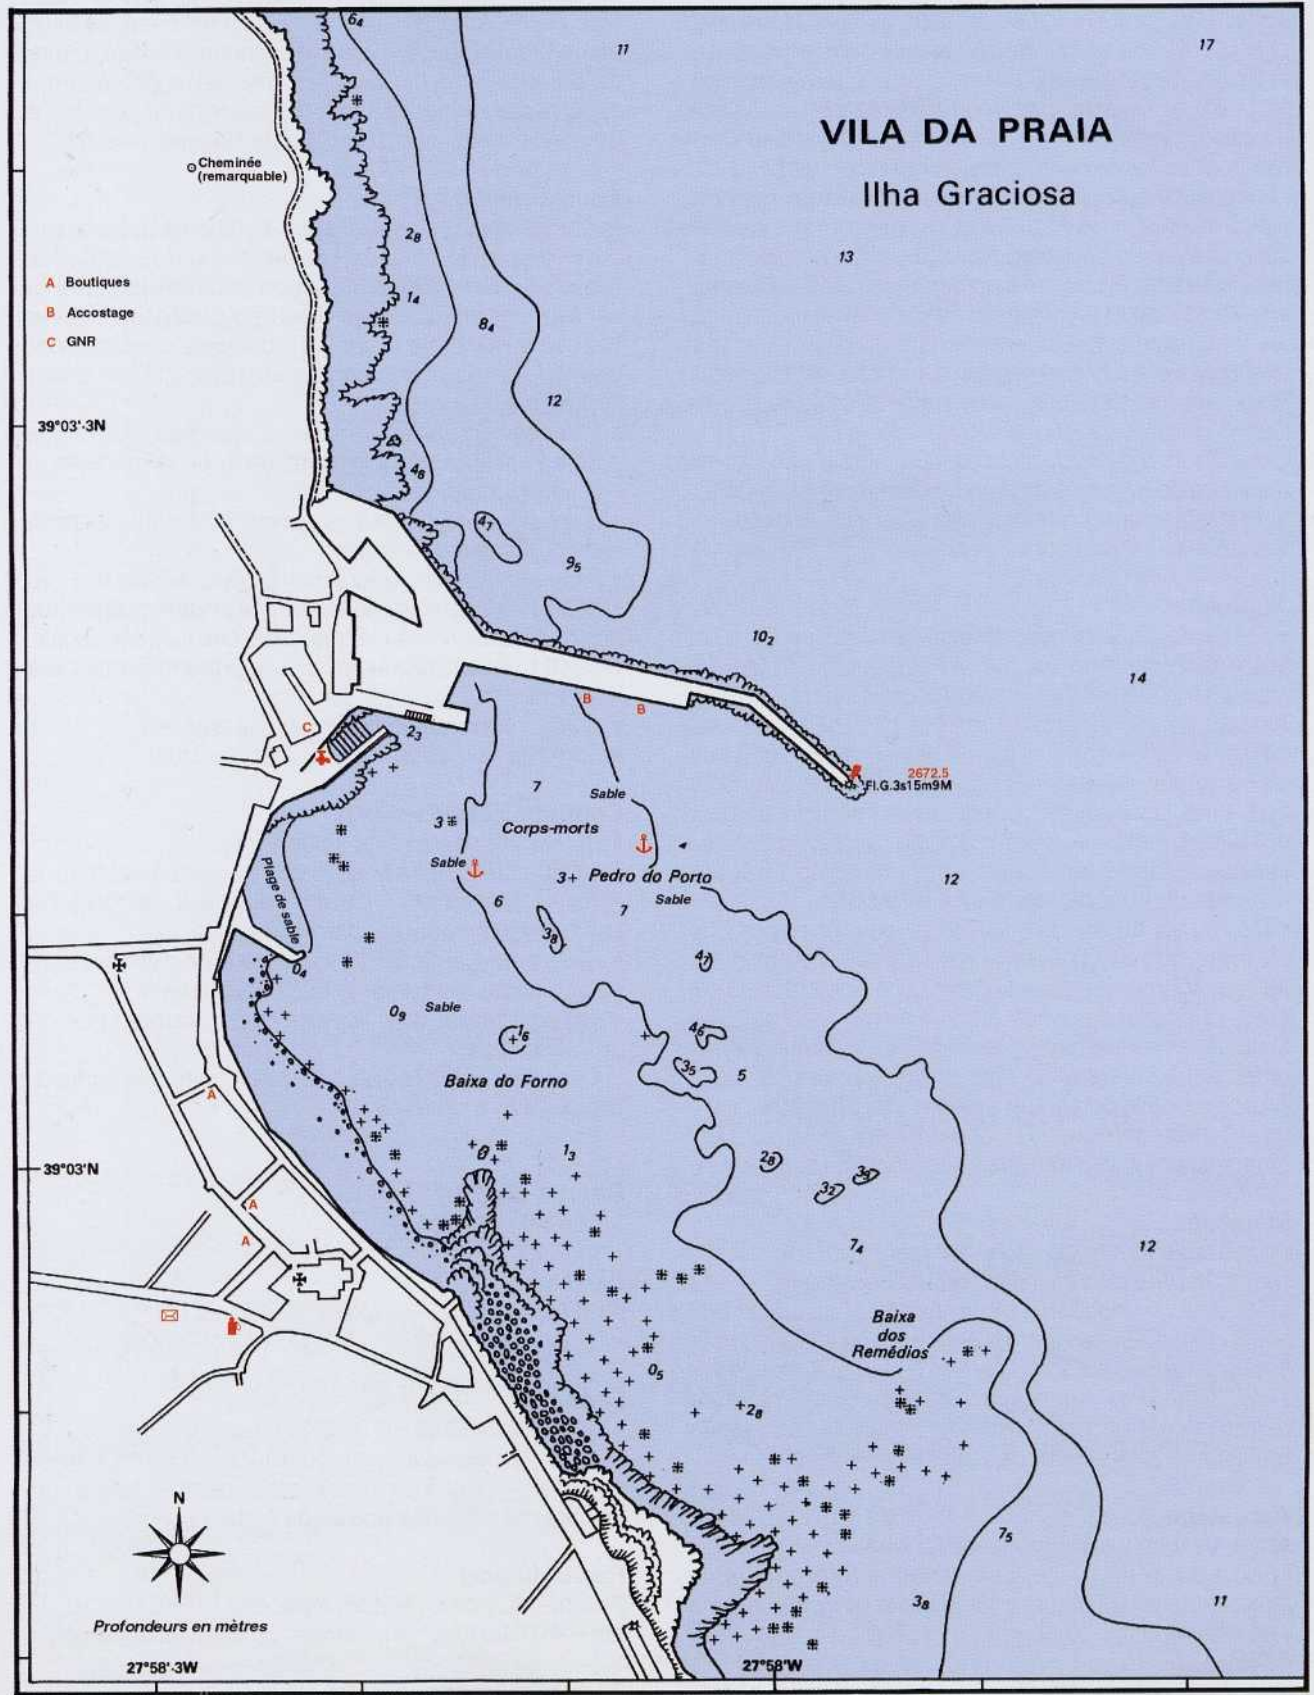 6₄
11
17
VILA DA PRAIA
Ilha Graciosa
Cheminée
(remarquable)
2₈
13
A Boutiques
1₄
B Accostage
8₄
C GNR
12
39°03'·3N
4₆
4₇
9₅
10₂
14
B
B
C
2₃
2672.5
Fl.G.3s15m9M
7
Sable
3
Corps-morts
Sable
Plage de sable
3
Pedro do Porto
12
6
7
Sable
3₈
4₇
0₄
0₉
Sable
1₆
4₆
3₅
5
Baixa do Forno
A
1₃
39°03'N
2₈
3₂
3₉
A
A
7₄
12
Baixa
dos
Remédios
0₅
2₈
N
7₅
3₈
11
Profondeurs en mètres
27°58'·3W
27°58'W